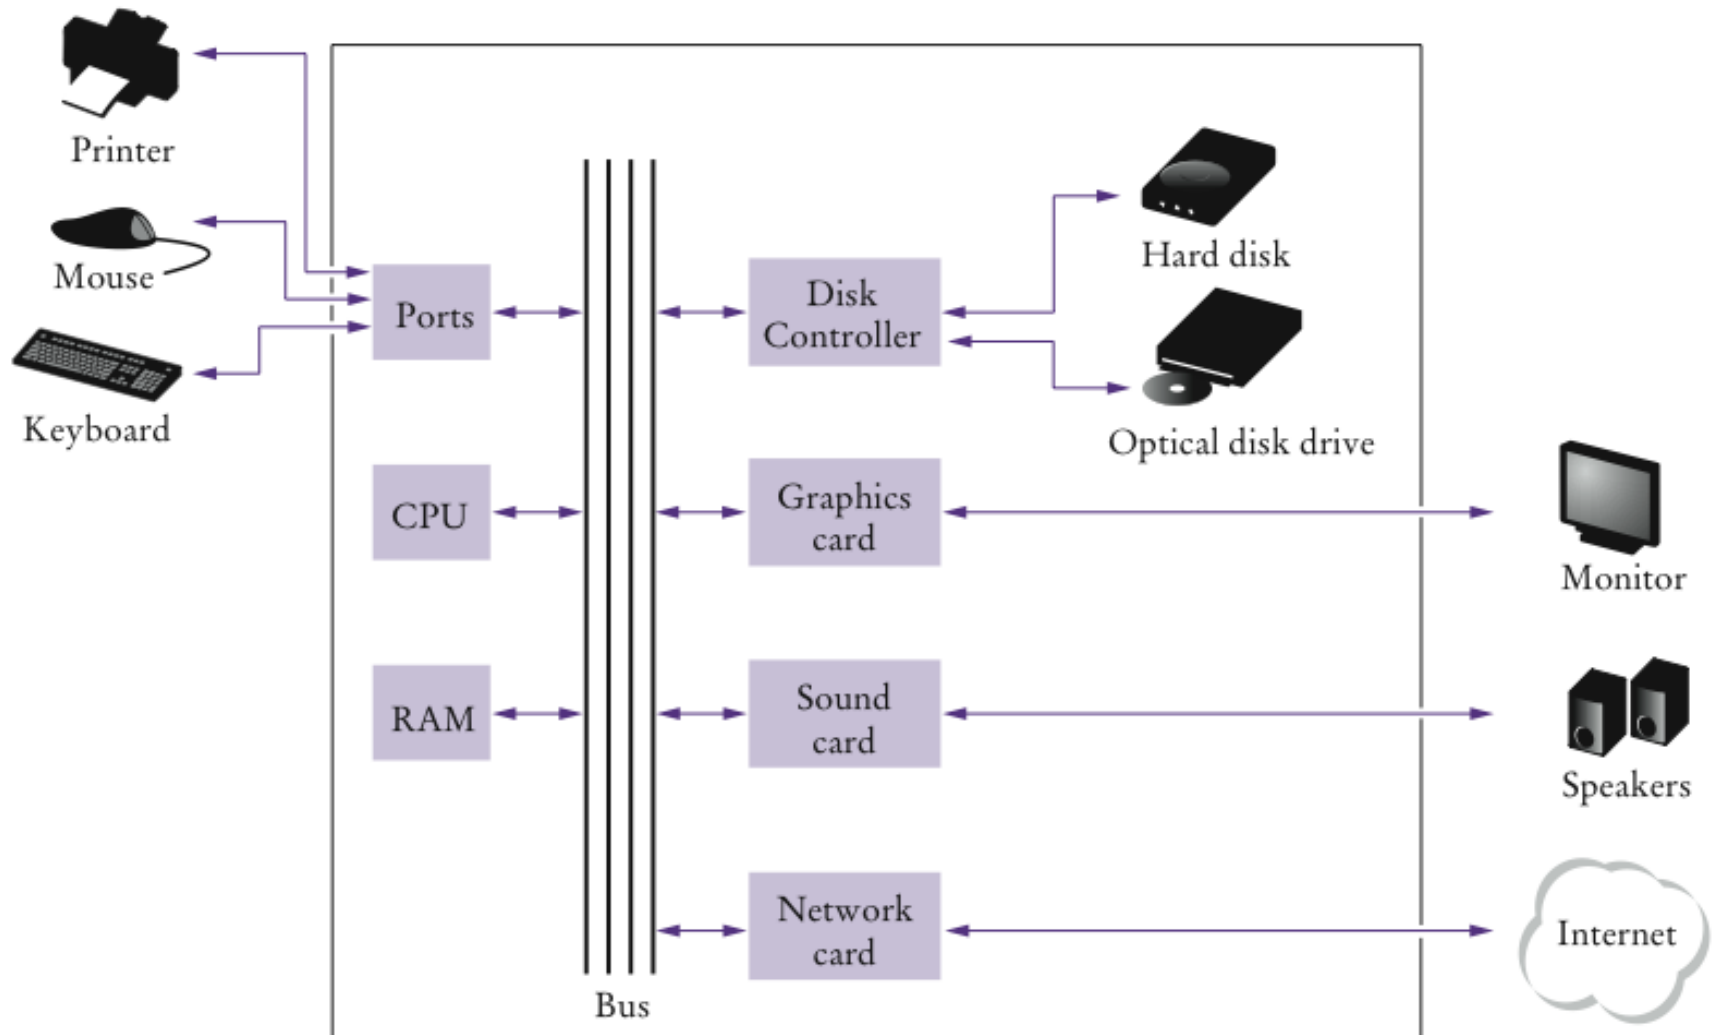 Printer
Mouse
Keyboard
Ports
CPU
RAM
Bus
Disk
Controller
Graphics
card
Sound
card
Network
card
Hard disk
Optical disk drive
Monitor
Speakers
Internet